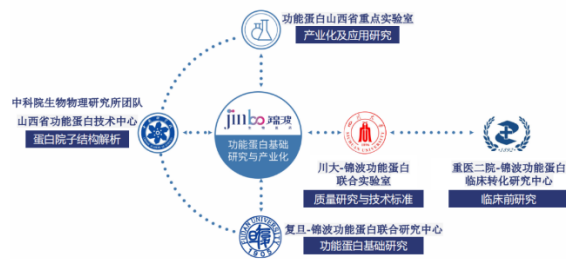 功能蛋白山西省重点实验室
产业化及应用研究
中科院生物物理研究所团队
山西省功能蛋白技术中心
蛋白院子结构解析
jinbo 锦波
功能蛋白基础
研究与产业化
川大-锦波功能蛋白
联合实验室
质量研究与技术标准
重医二院-锦波功能蛋白
临床转化研究中心
临床前研究
FUDAN UNIVERSITY
1905
复旦-锦波功能蛋白联合研究中心
功能蛋白基础研究